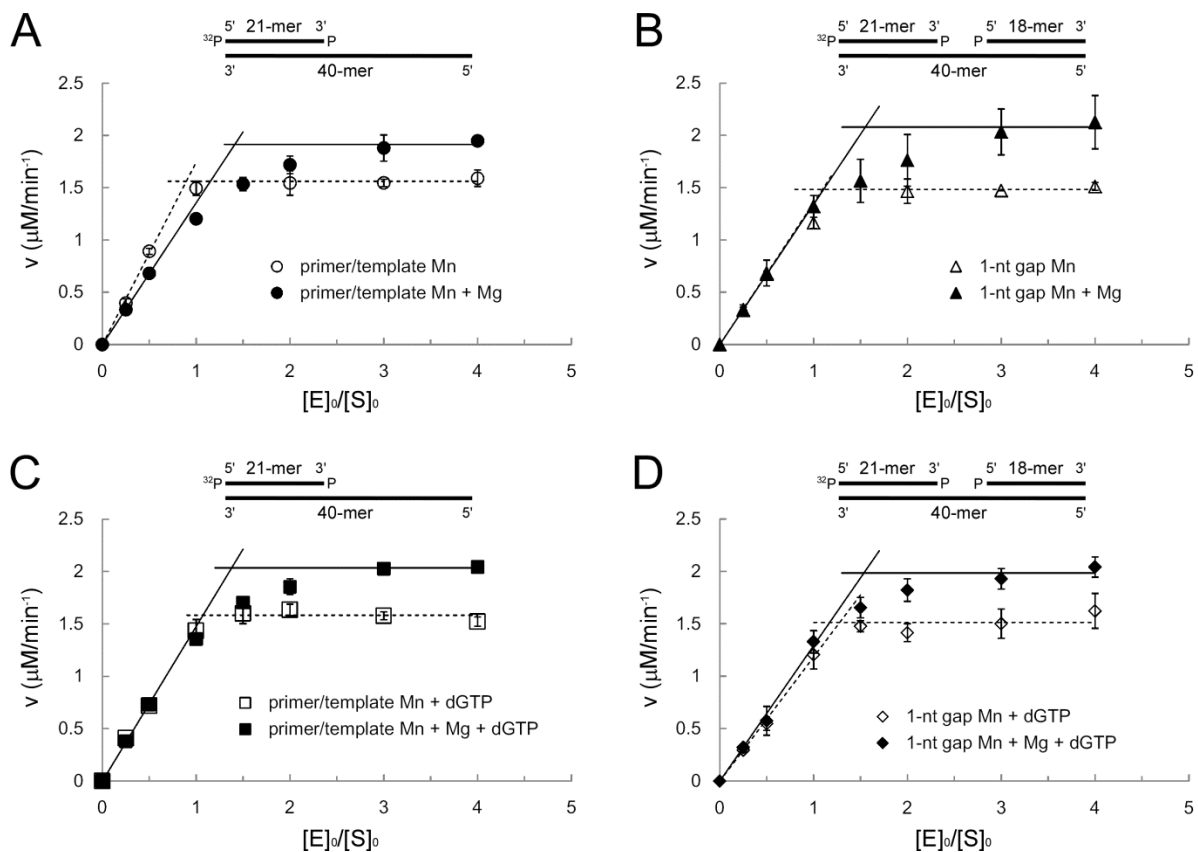 A
5' 21-mer 3'
³²P P
3' 40-mer 5'
v (µM/min⁻¹)
2.5
2
1.5
1
0.5
0
primer/template Mn
primer/template Mn + Mg
0 1 2 3 4 5
[E]₀/[S]₀
B
5' 21-mer 3' 5' 18-mer 3'
³²P P P
3' 40-mer 5'
v (µM/min⁻¹)
2.5
2
1.5
1
0.5
0
1-nt gap Mn
1-nt gap Mn + Mg
0 1 2 3 4 5
[E]₀/[S]₀
C
5' 21-mer 3'
³²P P
3' 40-mer 5'
v (µM/min⁻¹)
2.5
2
1.5
1
0.5
0
primer/template Mn + dGTP
primer/template Mn + Mg + dGTP
0 1 2 3 4 5
[E]₀/[S]₀
D
5' 21-mer 3' 5' 18-mer 3'
³²P P P
3' 40-mer 5'
v (µM/min⁻¹)
2.5
2
1.5
1
0.5
0
1-nt gap Mn + dGTP
1-nt gap Mn + Mg + dGTP
0 1 2 3 4 5
[E]₀/[S]₀